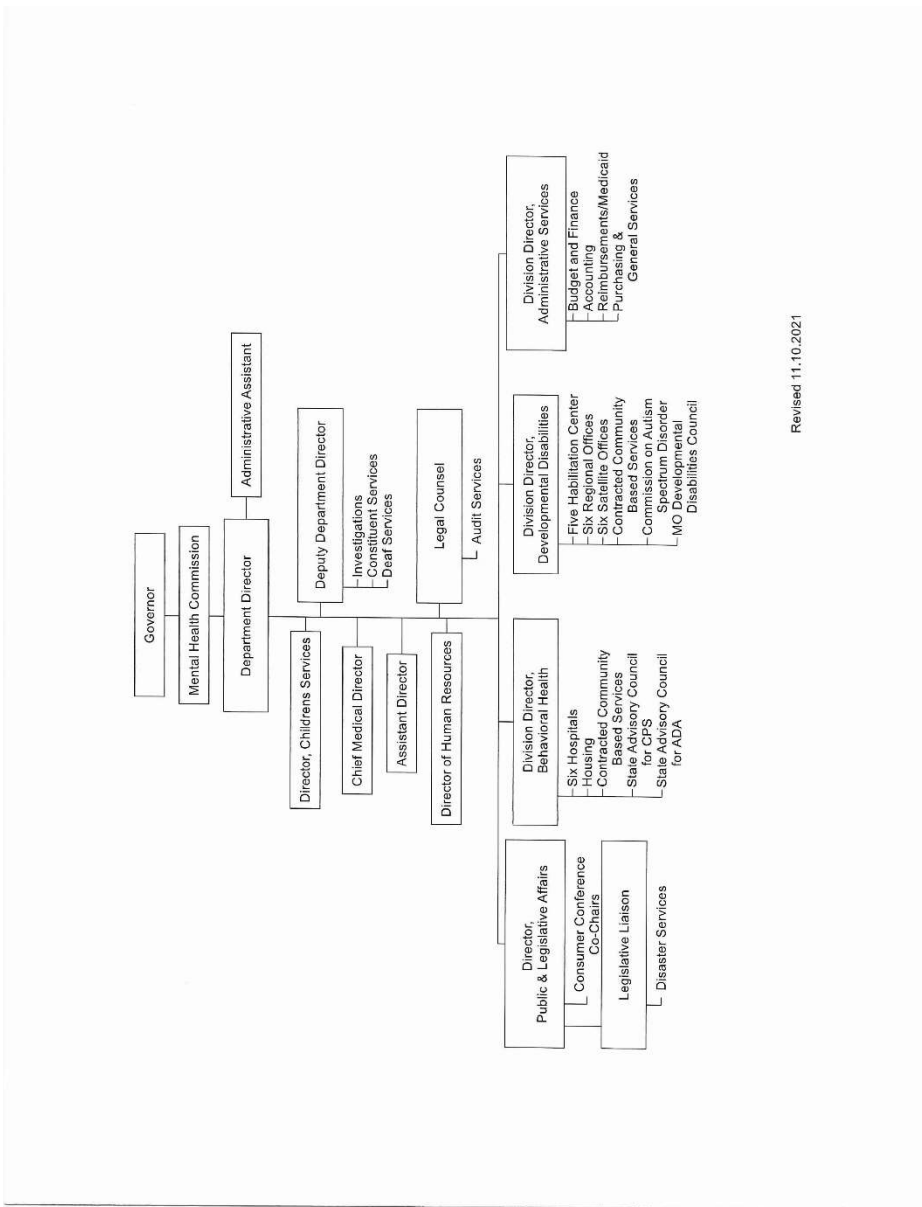 Governor
Mental Health Commission
Department Director
Administrative Assistant
Director, Childrens Services
Deputy Department Director
Investigations
Constituent Services
Deaf Services
Chief Medical Director
Assistant Director
Director of Human Resources
Legal Counsel
Audit Services
Director,
Public & Legislative Affairs
Consumer Conference
Co-Chairs
Legislative Liaison
Disaster Services
Division Director,
Behavioral Health
Six Hospitals
Housing
Contracted Community
Based Services
State Advisory Council
for CPS
State Advisory Council
for ADA
Division Director,
Developmental Disabilities
Five Habilitation Center
Six Regional Offices
Six Satellite Offices
Contracted Community
Based Services
Commission on Autism
Spectrum Disorder
MO Developmental
Disabilities Council
Division Director,
Administrative Services
Budget and Finance
Accounting
Reimbursements/Medicaid
Purchasing &
General Services
Revised 11.10.2021